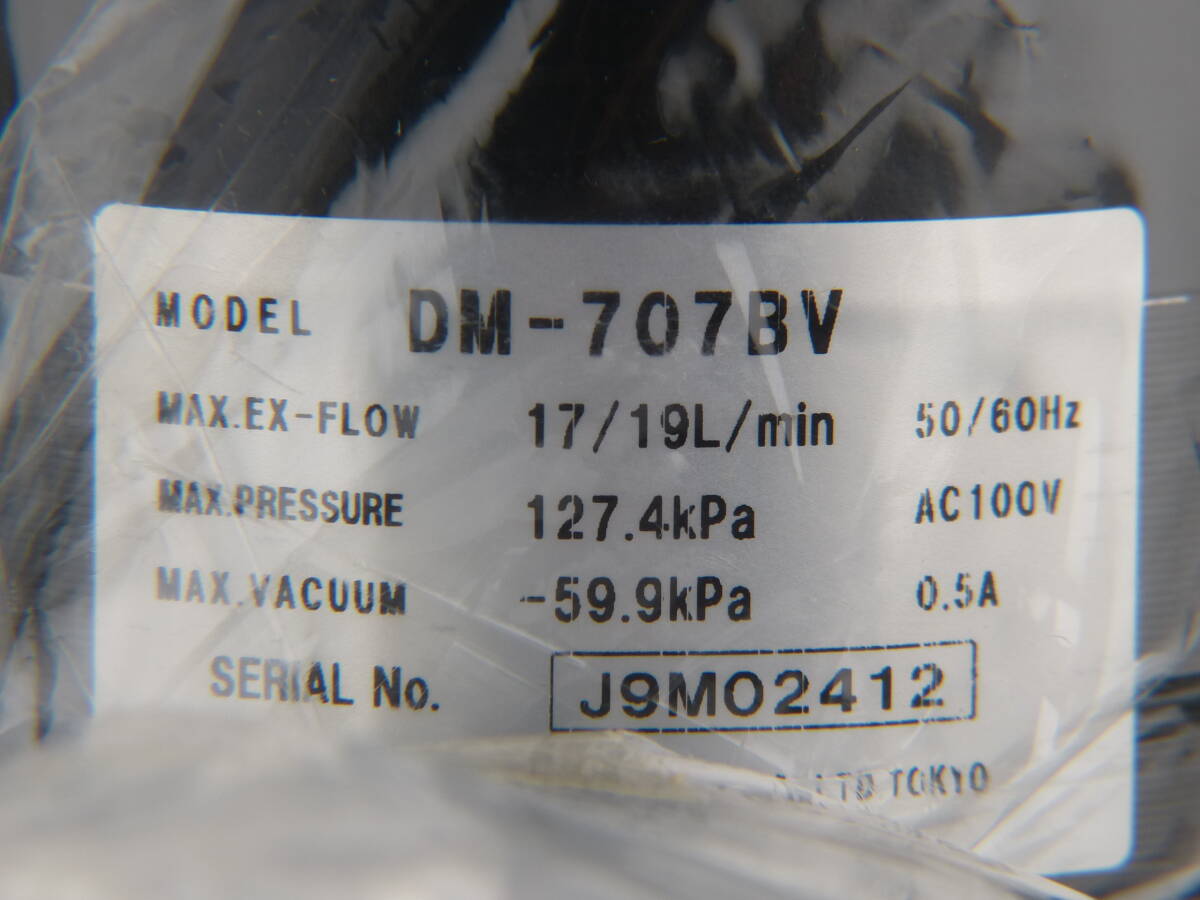 MODEL DM-707BV
MAX.EX-FLOW 17/19L/min 50/60Hz
MAX.PRESSURE 127.4kPa AC100V
MAX.VACUUM -59.9kPa 0.5A
SERIAL No. J9M02412
LTD TOKYO